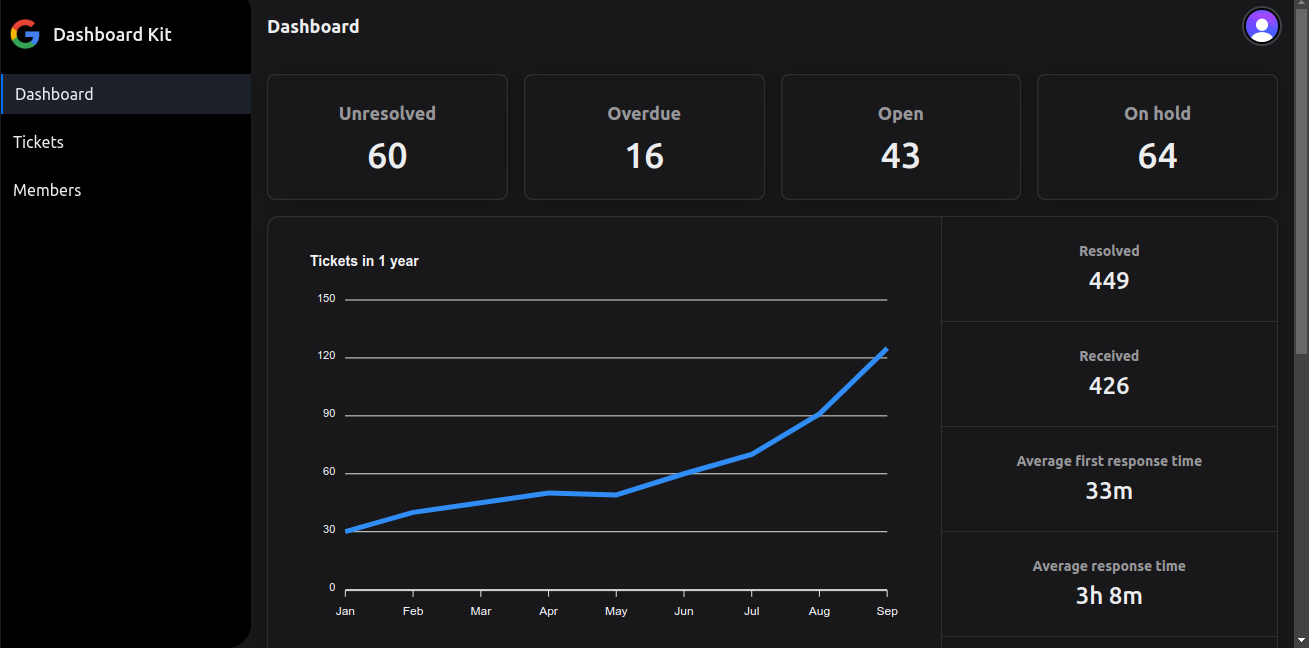 Dashboard Kit
Dashboard
Tickets
Members
Dashboard
Unresolved
60
Overdue
16
Open
43
On hold
64
Tickets in 1 year
150
120
90
60
30
0
Jan Feb Mar Apr May Jun Jul Aug Sep
Resolved
449
Received
426
Average first response time
33m
Average response time
3h 8m